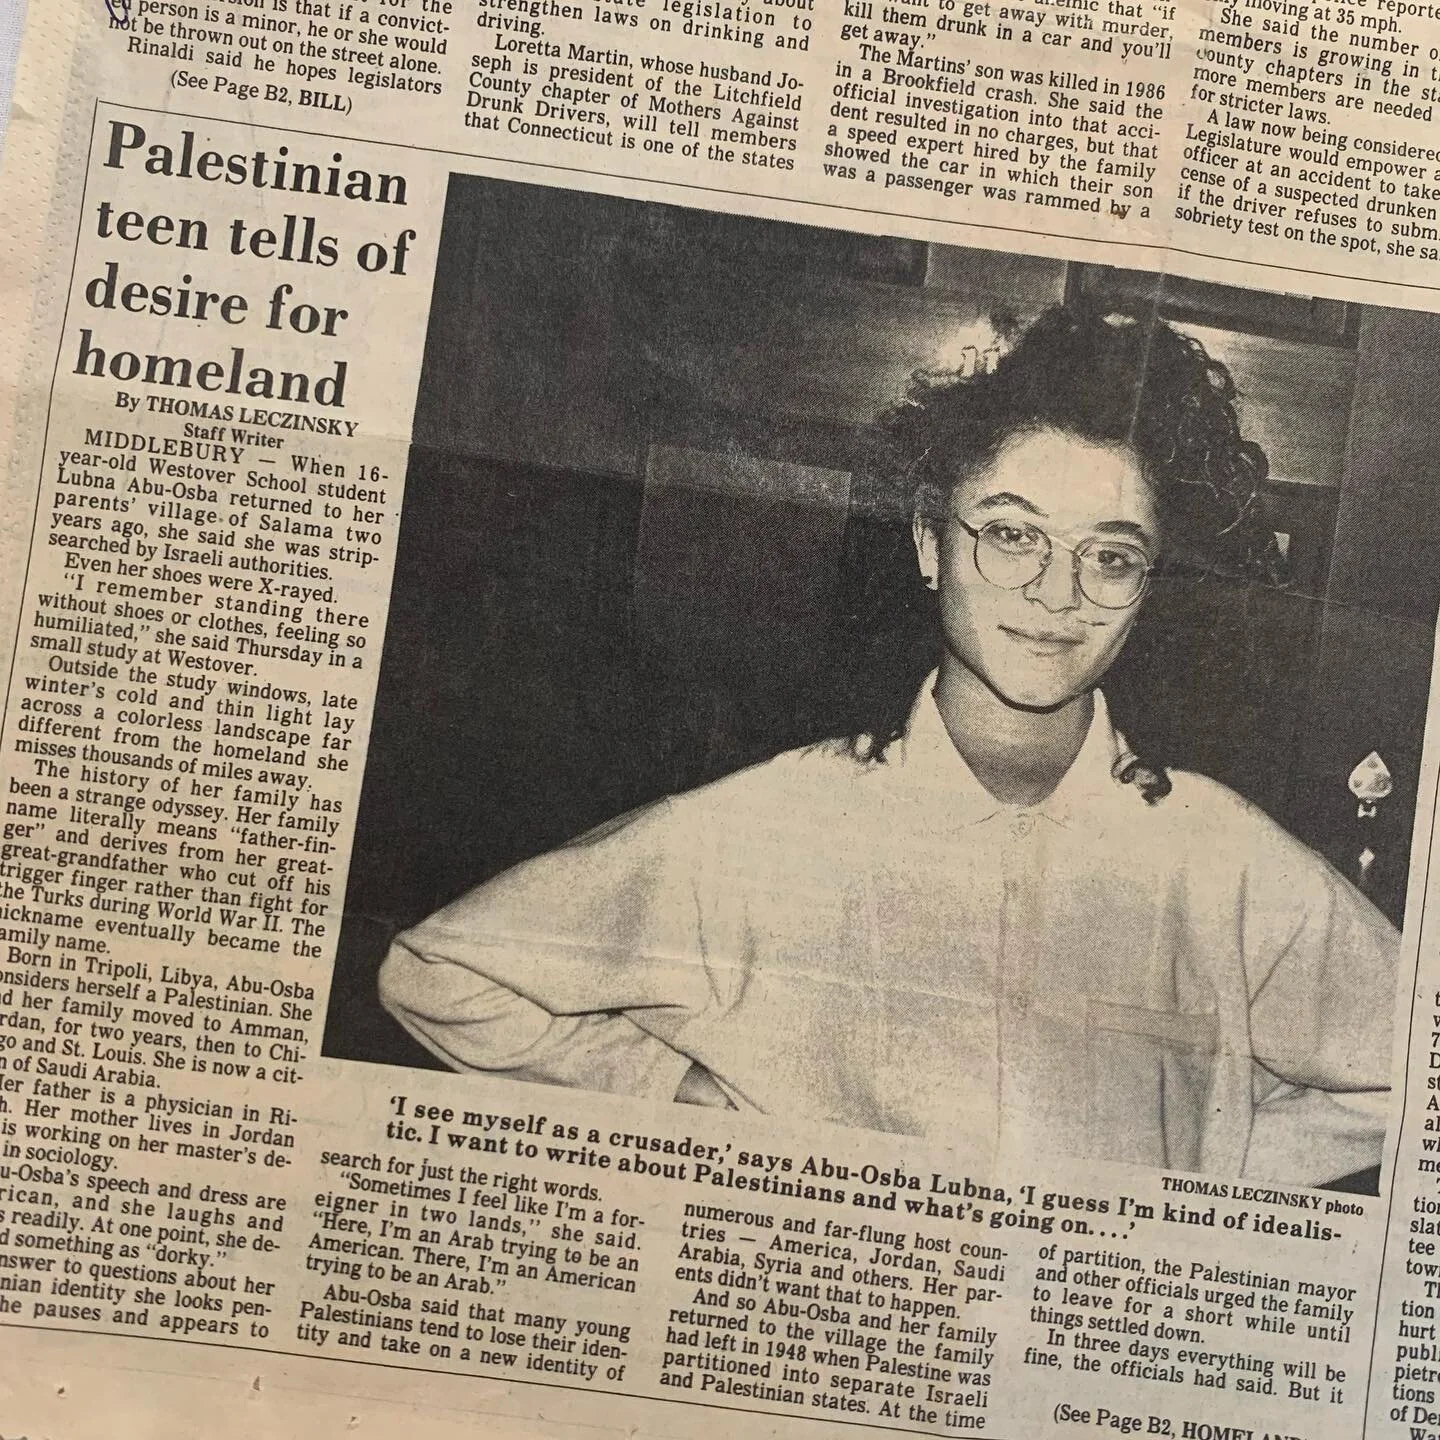 for the
is that if a convict-
person is a minor, he or she would
not be thrown out on the street alone.
Rinaldi said he hopes legislators
(See Page B2, BILL)
about
legislation to
strengthen laws on drinking and
driving.
Loretta Martin, whose husband Jo-
seph is president of the Litchfield
County chapter of Mothers Against
Drunk Drivers, will tell members
that Connecticut is one of the states
that "if
to get away with murder,
kill them drunk in a car and you'll
get away."
The Martins' son was killed in 1986
in a Brookfield crash. She said the
official investigation into that acci-
dent resulted in no charges, but that
a speed expert hired by the family
showed the car in which their son
was a passenger was rammed by a
moving at 35 mph.
She said the number
members is growing in
county chapters in the
more members are needed
for stricter laws.
A law now being considered
Legislature would empower
officer at an accident to take
cense of a suspected drunken
if the driver refuses to
sobriety test on the spot, she
Palestinian
teen tells of
desire for
homeland
By THOMAS LECZINSKY
Staff Writer
MIDDLEBURY — When 16-
year-old Westover School student
Lubna Abu-Osba returned to her
parents' village of Salama two
years ago, she said she was strip-
searched by Israeli authorities.
Even her shoes were X-rayed.
"I remember standing there
without shoes or clothes, feeling so
humiliated," she said Thursday in a
small study at Westover.
Outside the study windows, late
winter's cold and thin light lay
across a colorless landscape far
different from the homeland she
misses thousands of miles away.
The history of her family has
been a strange odyssey. Her family
name literally means "father-fin-
ger" and derives from her great-
great-grandfather who cut off his
trigger finger rather than fight for
the Turks during World War II. The
nickname eventually became the
family name.
Born in Tripoli, Libya, Abu-Osba
considers herself a Palestinian. She
and her family moved to Amman,
Jordan, for two years, then to Chi-
go and St. Louis. She is now a cit-
n of Saudi Arabia.
Her father is a physician in Ri-
h. Her mother lives in Jordan
is working on her master's de-
in sociology.
u-Osba's speech and dress are
rican, and she laughs and
s readily. At one point, she de-
d something as "dorky."
nswer to questions about her
nian identity she looks pen-
he pauses and appears to
THOMAS LECZINSKY photo
'I see myself as a crusader,' says Abu-Osba Lubna, 'I guess I'm kind of idealis-
tic. I want to write about Palestinians and what's going on. . . .'
search for just the right words.
"Sometimes I feel like I'm a for-
eigner in two lands," she said.
"Here, I'm an Arab trying to be an
American. There, I'm an American
trying to be an Arab."
Abu-Osba said that many young
Palestinians tend to lose their iden-
tity and take on a new identity of
numerous and far-flung host coun-
tries — America, Jordan, Saudi
Arabia, Syria and others. Her par-
ents didn't want that to happen.
And so Abu-Osba and her family
returned to the village the family
had left in 1948 when Palestine was
partitioned into separate Israeli
and Palestinian states. At the time
of partition, the Palestinian mayor
and other officials urged the family
to leave for a short while until
things settled down.
In three days everything will be
fine, the officials had said. But it
(See Page B2, HOMELAND